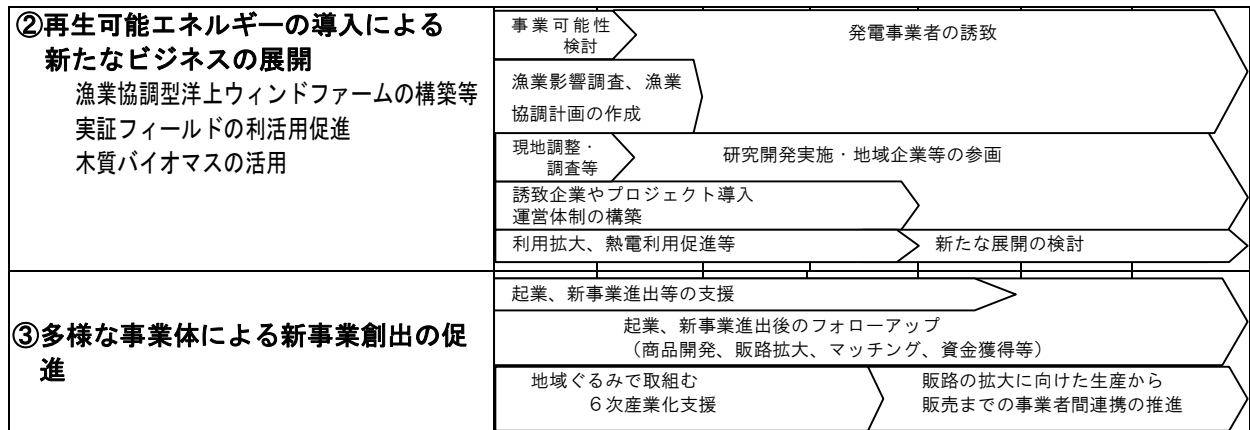 ②再生可能エネルギーの導入による
新たなビジネスの展開
漁業協調型洋上ウィンドファームの構築等
実証フィールドの利活用促進
木質バイオマスの活用
事業可能性
検討
発電事業者の誘致
漁業影響調査、漁業
協調計画の作成
現地調整・
調査等
研究開発実施・地域企業等の参画
誘致企業やプロジェクト導入
運営体制の構築
利用拡大、熱電利用促進等
新たな展開の検討
③多様な事業体による新事業創出の促
進
起業、新事業進出等の支援
起業、新事業進出後のフォローアップ
（商品開発、販路拡大、マッチング、資金獲得等）
地域ぐるみで取組む
６次産業化支援
販路の拡大に向けた生産から
販売までの事業者間連携の推進